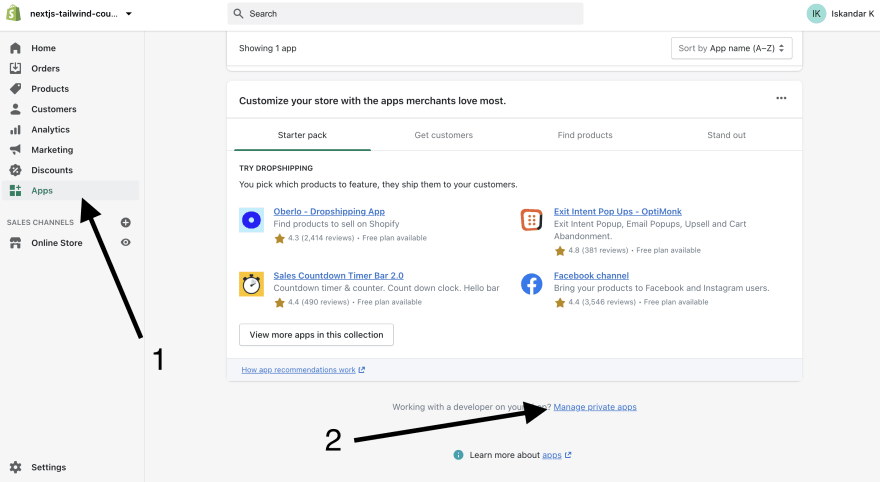 nextjs-tailwind-cou...
Search
IK
Iskandar K
Home
Orders
Products
Customers
Analytics
Marketing
Discounts
Apps
SALES CHANNELS
Online Store
Settings
1
Showing 1 app
Sort by App name (A–Z)
Customize your store with the apps merchants love most.
Starter pack
Get customers
Find products
Stand out
TRY DROPSHIPPING
You pick which products to feature, they ship them to your customers.
Oberlo - Dropshipping App
Find products to sell on Shopify
4.3 (2,414 reviews) • Free plan available
Exit Intent Pop Ups - OptiMonk
Exit Intent Popup, Email Popups, Upsell and Cart
Abandonment.
4.8 (381 reviews) • Free plan available
Sales Countdown Timer Bar 2.0
Countdown timer & counter. Count down clock. Hello bar
4.4 (490 reviews) • Free plan available
Facebook channel
Bring your products to Facebook and Instagram users.
4.4 (3,546 reviews) • Free plan available
View more apps in this collection
How app recommendations work
Working with a developer on your Manage private apps
2
Learn more about apps